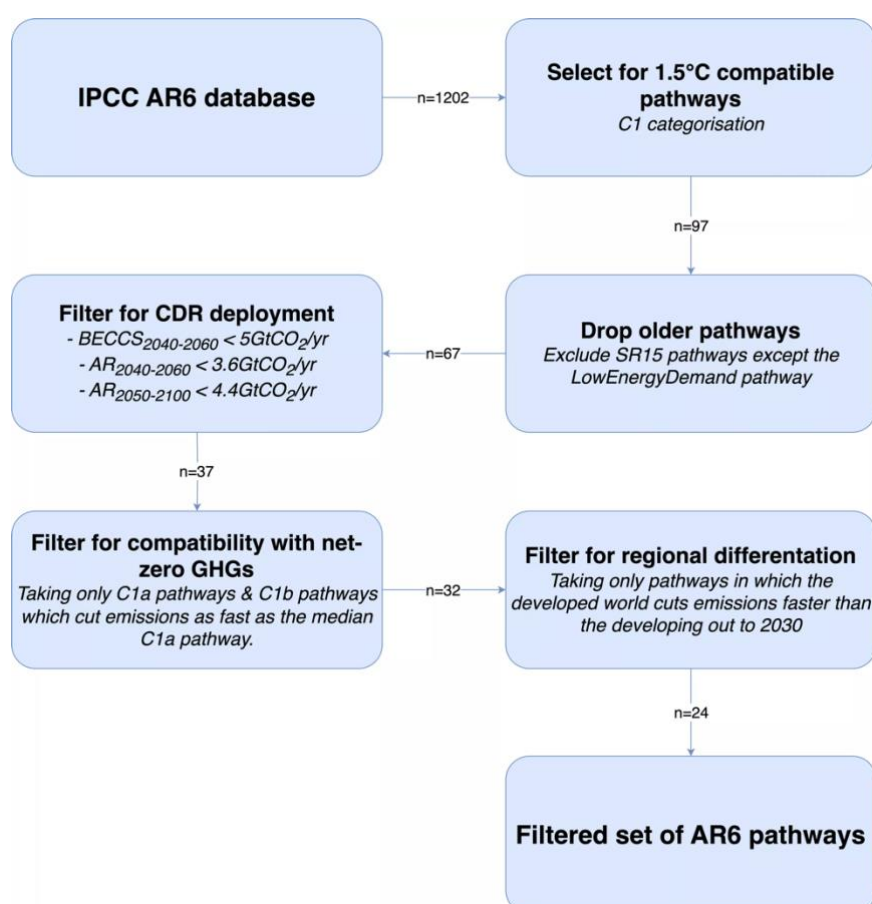 IPCC AR6 database
n=1202
Select for 1.5°C compatible
pathways
C1 categorisation
n=97
Drop older pathways
Exclude SR15 pathways except the
LowEnergyDemand pathway
n=67
Filter for CDR deployment
- BECCS2040-2060 < 5GtCO2/yr
- AR2040-2060 < 3.6GtCO2/yr
- AR2050-2100 < 4.4GtCO2/yr
n=37
Filter for compatibility with net-
zero GHGs
Taking only C1a pathways & C1b pathways
which cut emissions as fast as the median
C1a pathway.
n=32
Filter for regional differentation
Taking only pathways in which the
developed world cuts emissions faster than
the developing out to 2030
n=24
Filtered set of AR6 pathways